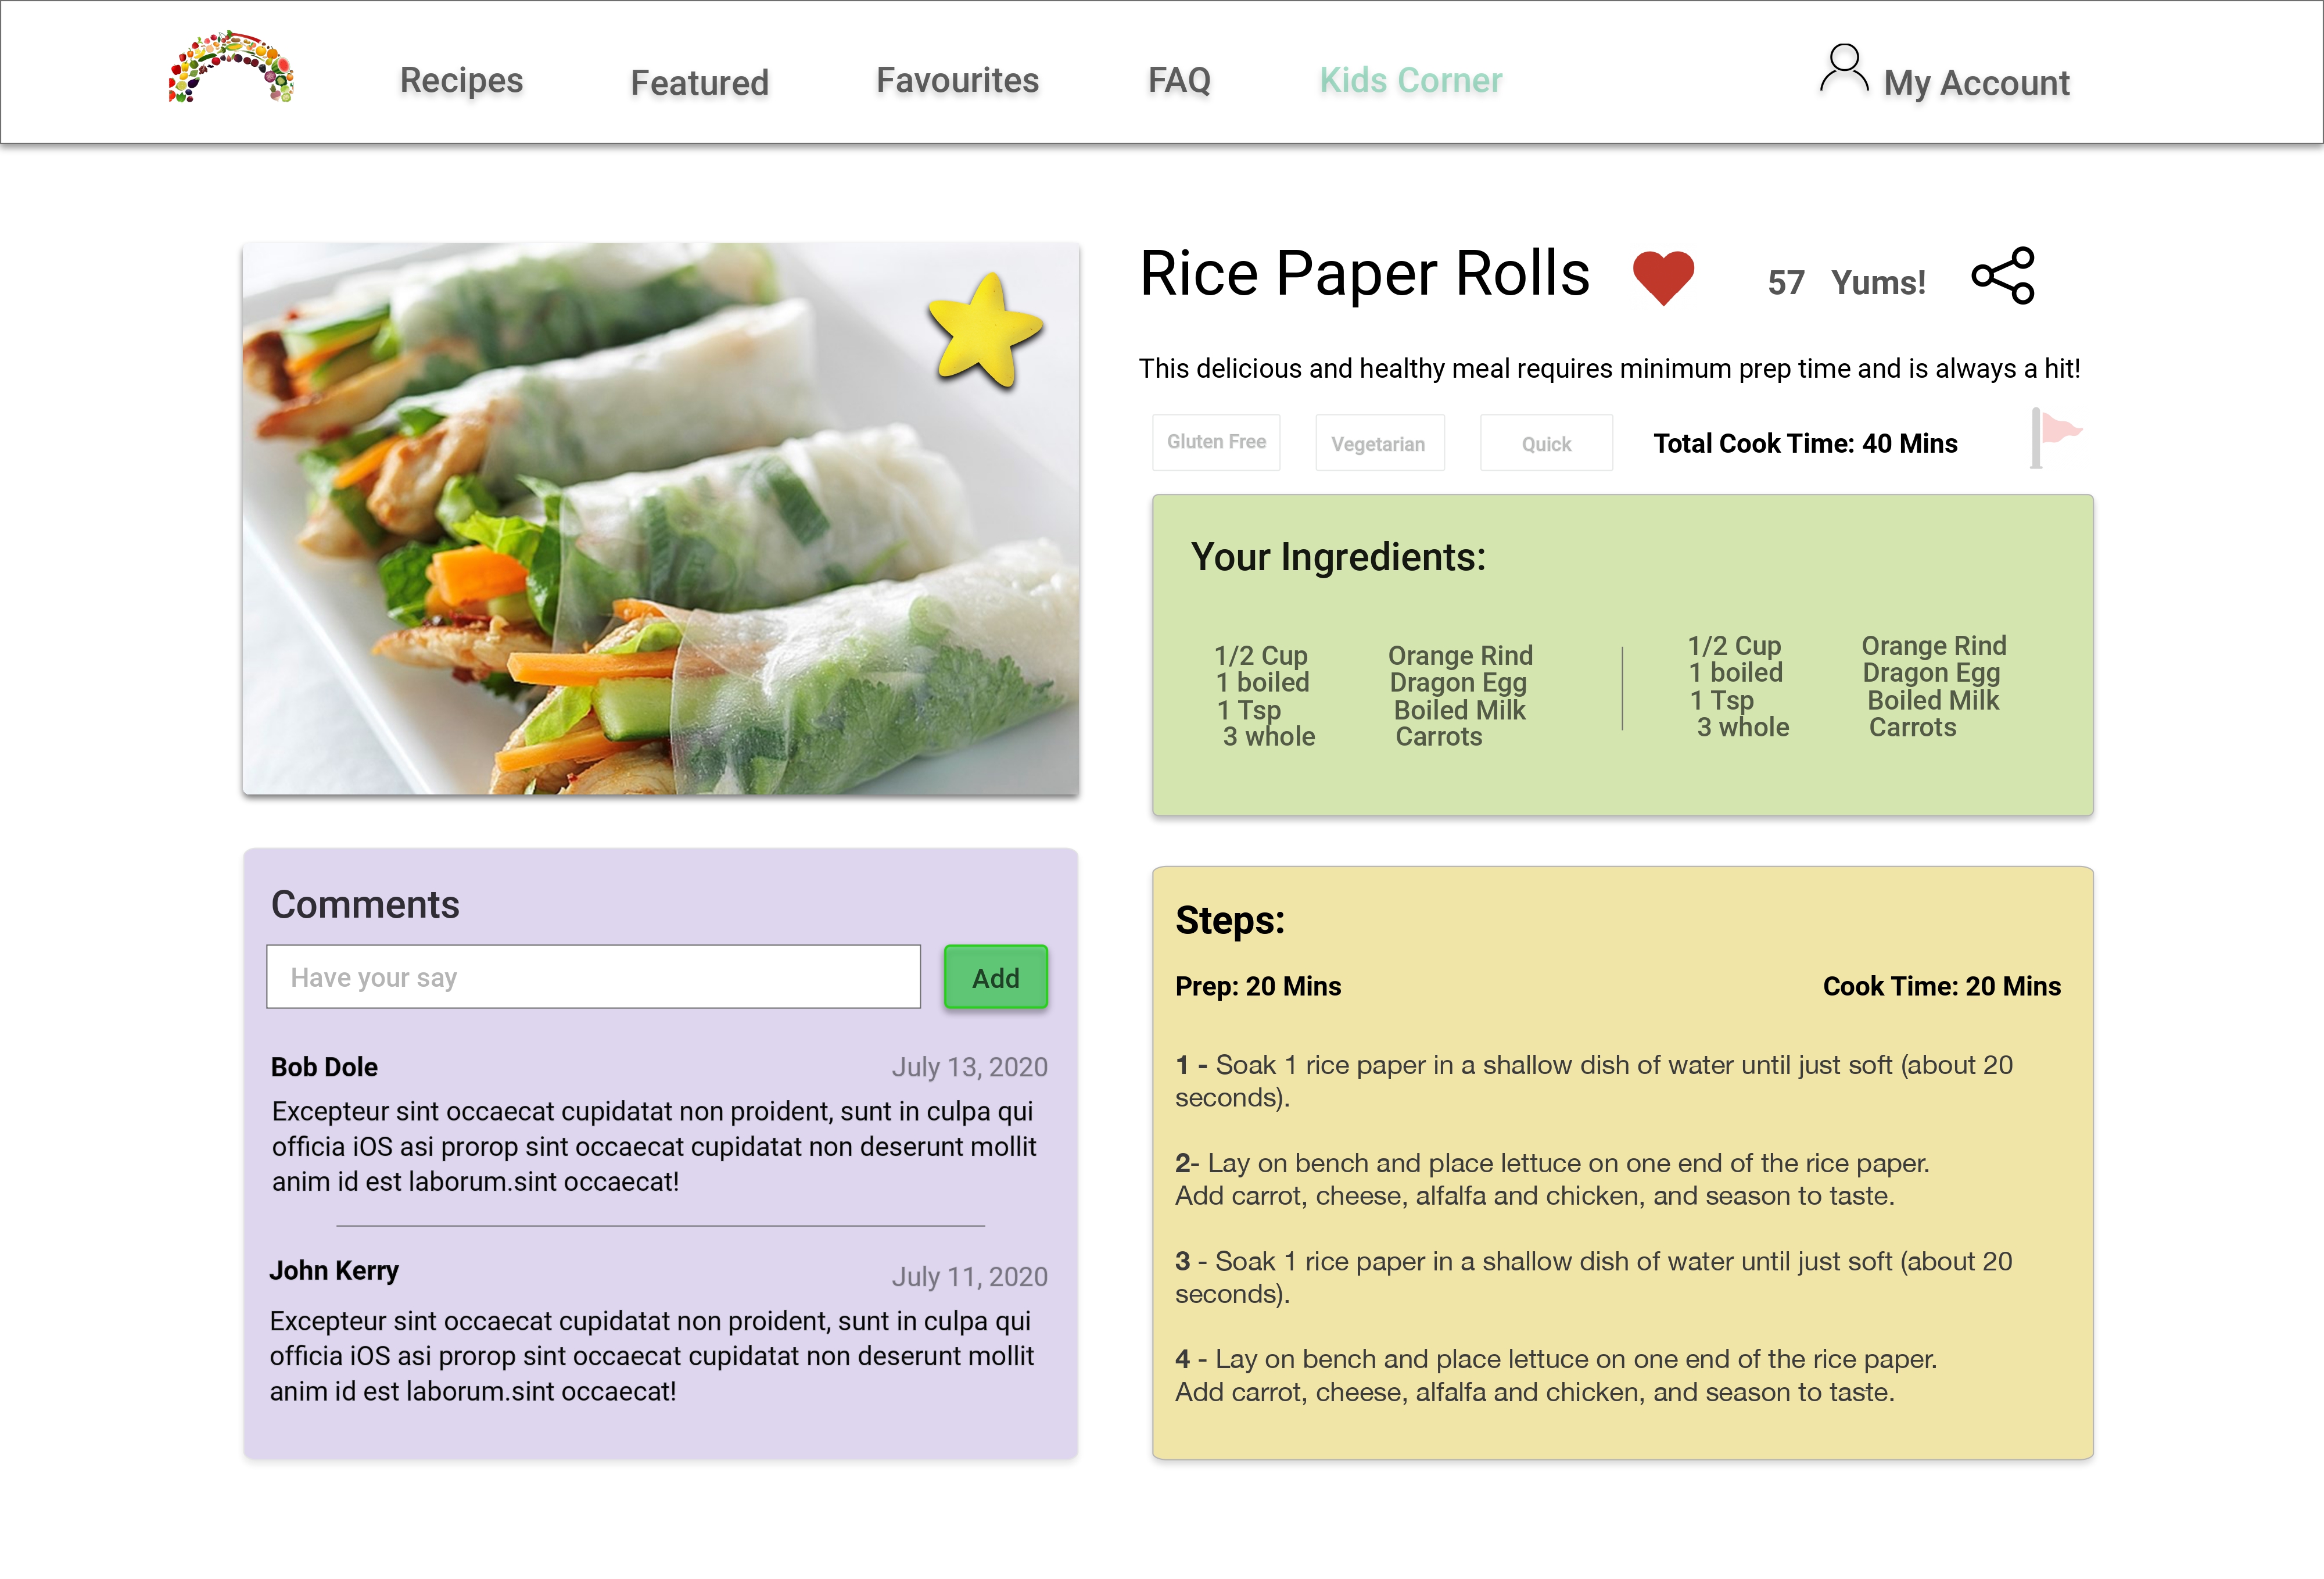 Recipes
Featured
Favourites
FAQ
Kids Corner
My Account
Rice Paper Rolls
57 Yums!
This delicious and healthy meal requires minimum prep time and is always a hit!
Gluten Free
Vegetarian
Quick
Total Cook Time: 40 Mins
Your Ingredients:
1/2 Cup Orange Rind
1 boiled Dragon Egg
1 Tsp Boiled Milk
3 whole Carrots
1/2 Cup Orange Rind
1 boiled Dragon Egg
1 Tsp Boiled Milk
3 whole Carrots
Comments
Have your say
Add
Bob Dole
July 13, 2020
Excepteur sint occaecat cupidatat non proident, sunt in culpa qui
officia iOS asi prorop sint occaecat cupidatat non deserunt mollit
anim id est laborum.sint occaecat!
John Kerry
July 11, 2020
Excepteur sint occaecat cupidatat non proident, sunt in culpa qui
officia iOS asi prorop sint occaecat cupidatat non deserunt mollit
anim id est laborum.sint occaecat!
Steps:
Prep: 20 Mins
Cook Time: 20 Mins
1 - Soak 1 rice paper in a shallow dish of water until just soft (about 20
seconds).
2- Lay on bench and place lettuce on one end of the rice paper.
Add carrot, cheese, alfalfa and chicken, and season to taste.
3 - Soak 1 rice paper in a shallow dish of water until just soft (about 20
seconds).
4 - Lay on bench and place lettuce on one end of the rice paper.
Add carrot, cheese, alfalfa and chicken, and season to taste.